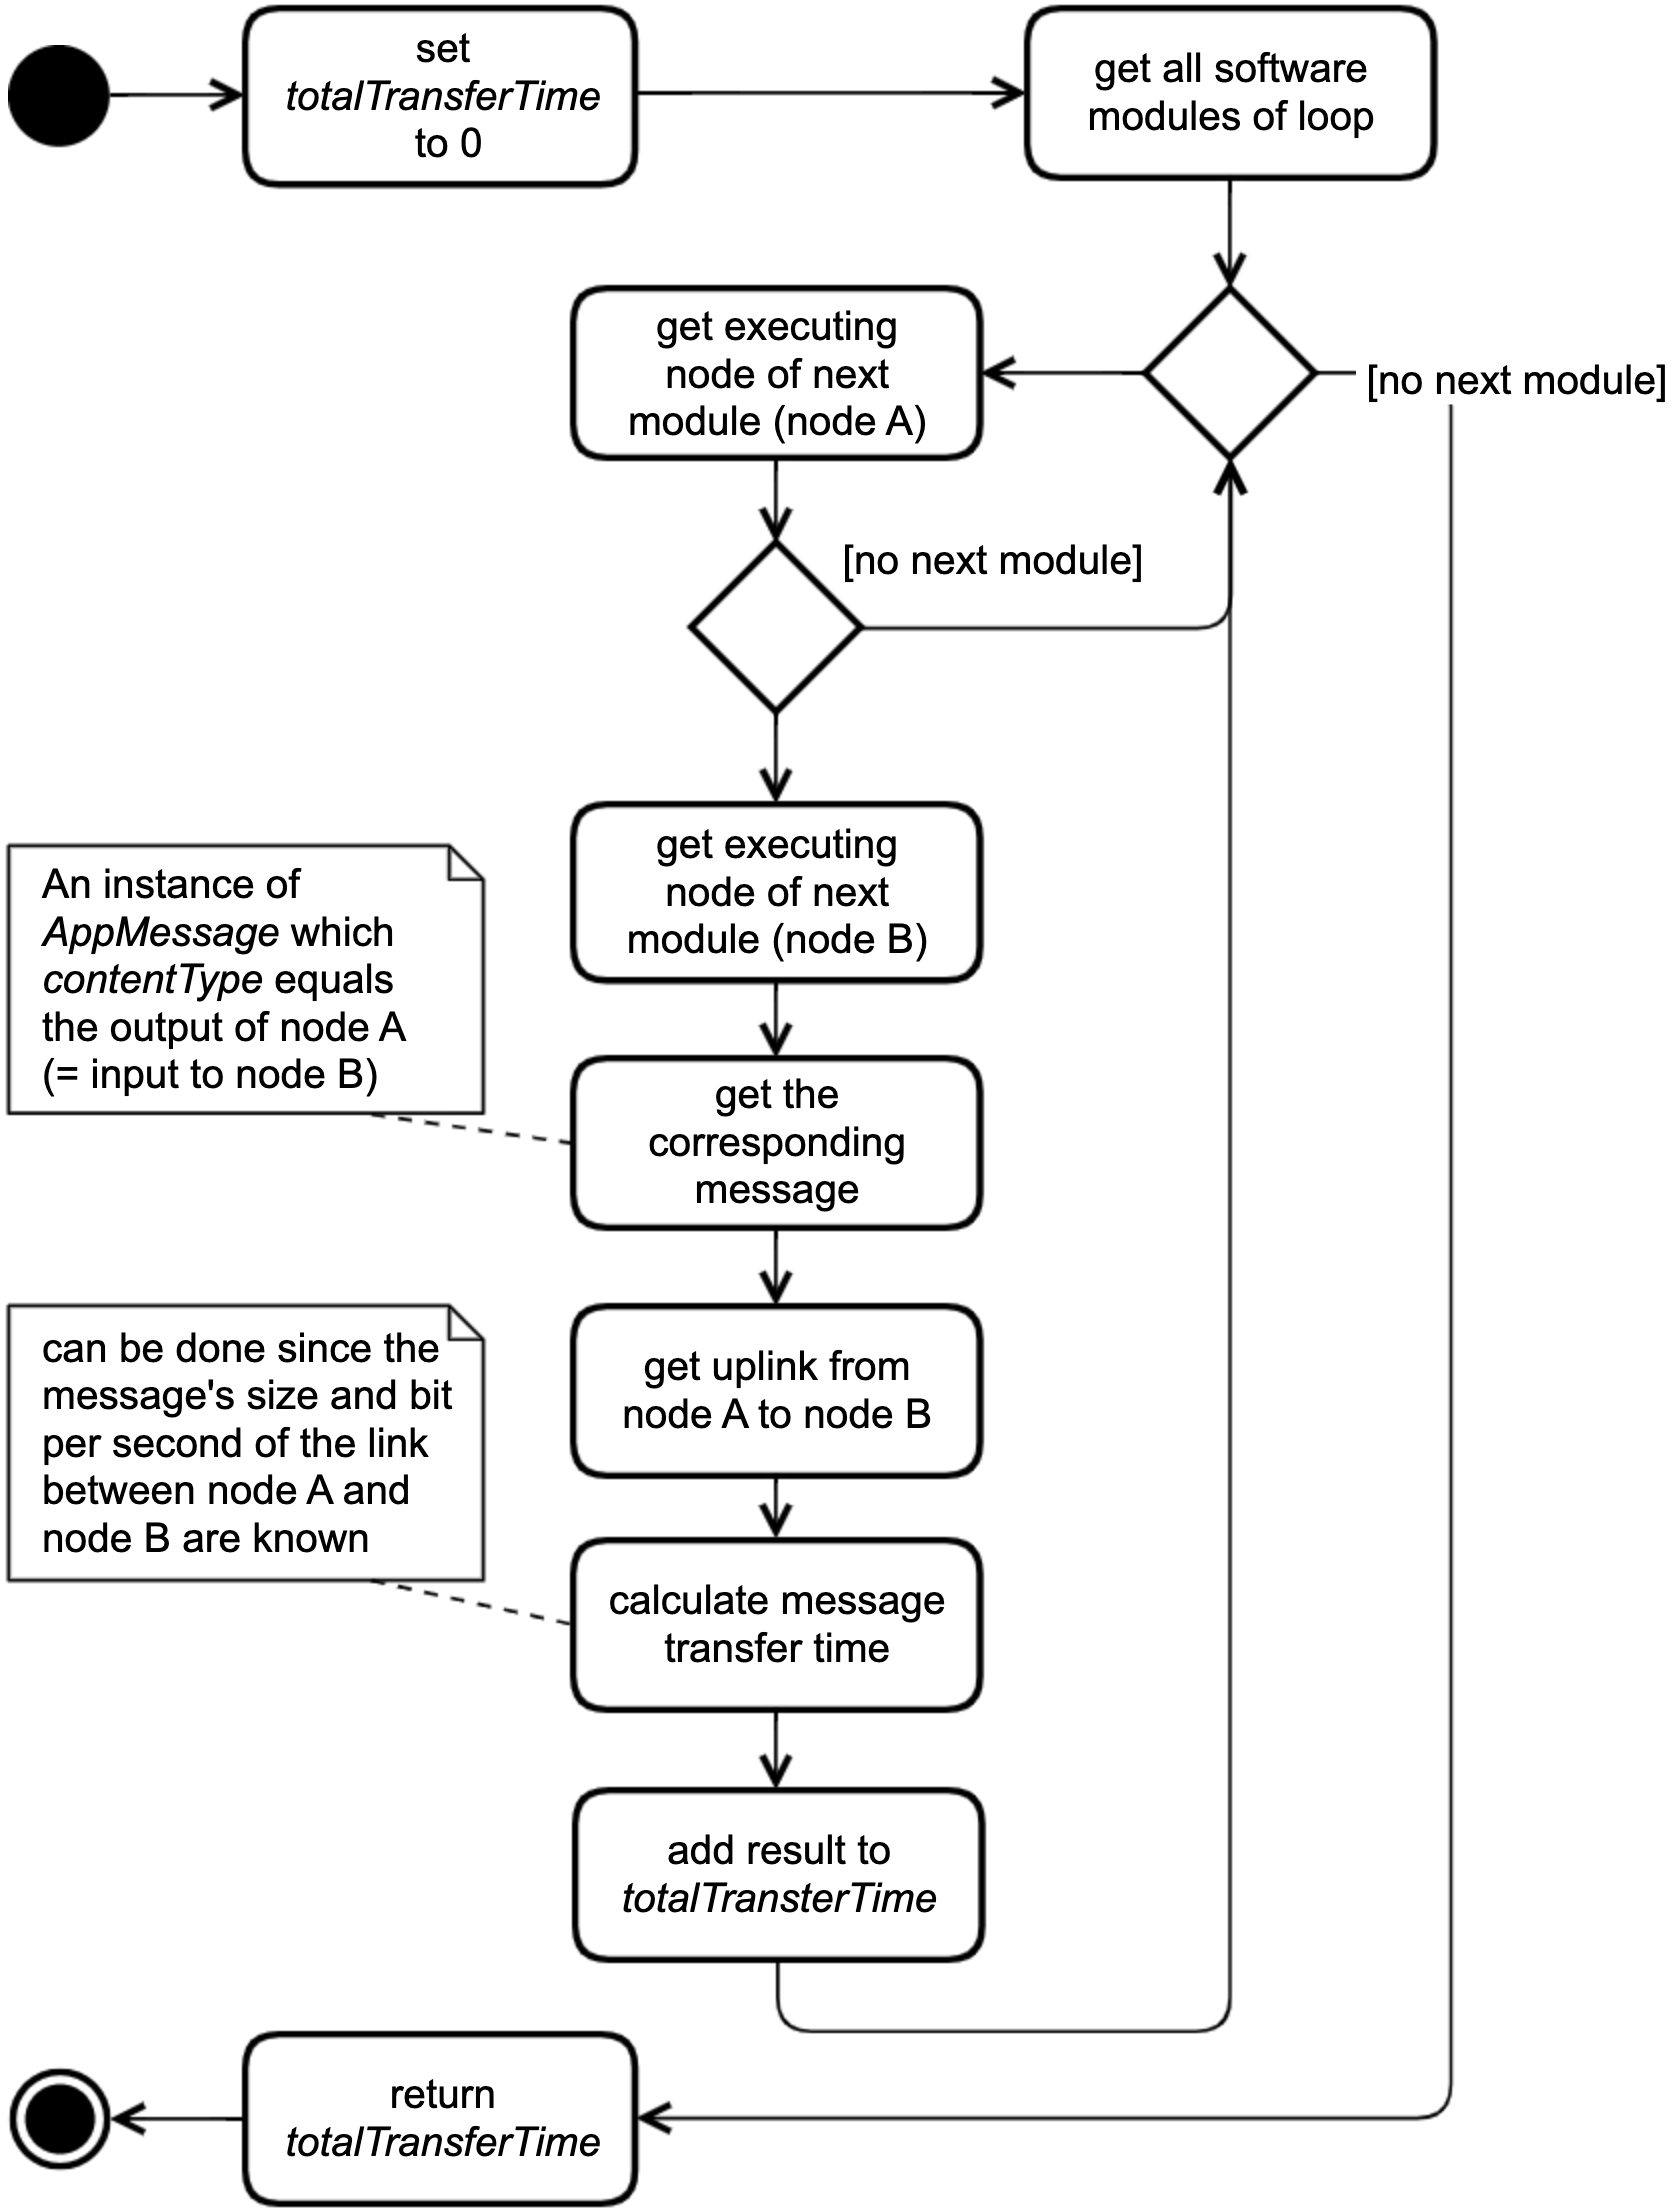 set
totalTransferTime
to 0
get all software
modules of loop
get executing
node of next
module (node A)
[no next module]
[no next module]
get executing
node of next
module (node B)
An instance of
AppMessage which
contentType equals
the output of node A
(= input to node B)
get the
corresponding
message
can be done since the
message's size and bit
per second of the link
between node A and
node B are known
get uplink from
node A to node B
calculate message
transfer time
add result to
totalTransterTime
return
totalTransferTime